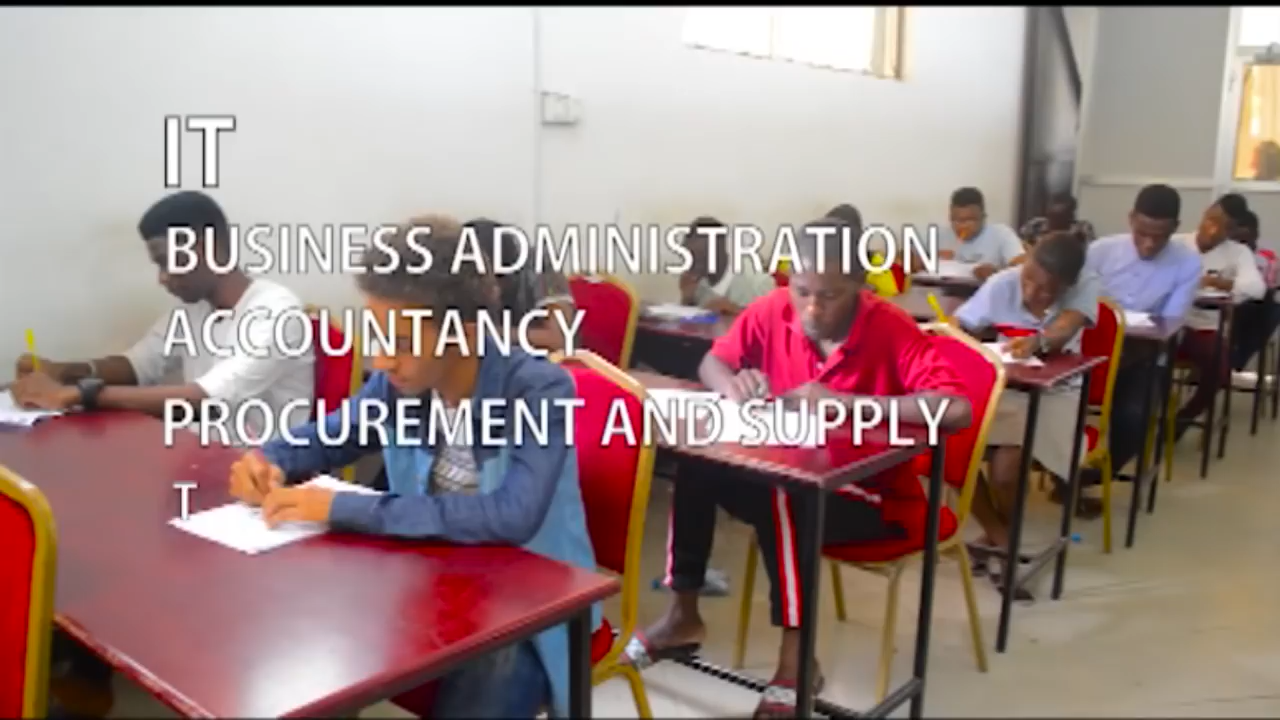 IT
BUSINESS ADMINISTRATION
ACCOUNTANCY
PROCUREMENT AND SUPPLY
T